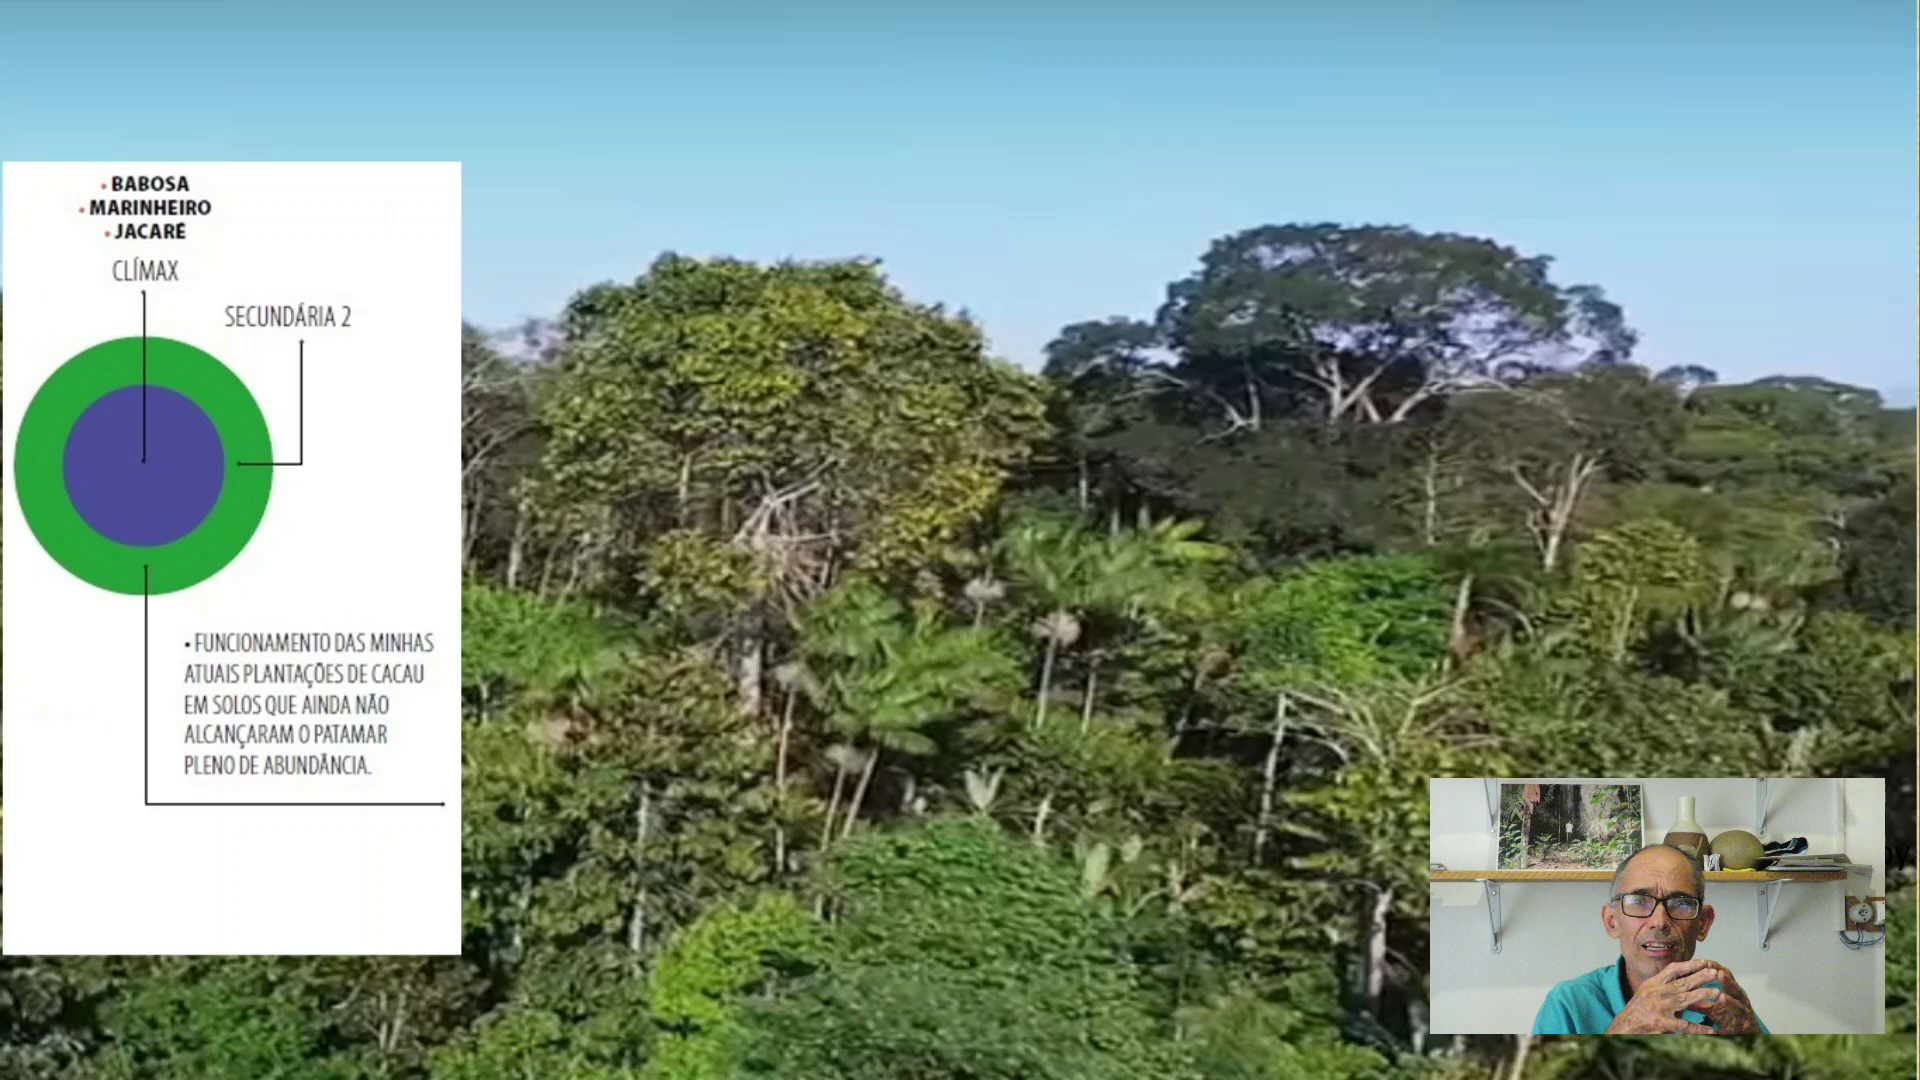 • BABOSA
• MARINHEIRO
• JACARÉ
CLÍMAX
SECUNDÁRIA 2
• FUNCIONAMENTO DAS MINHAS
ATUAIS PLANTAÇÕES DE CACAU
EM SOLOS QUE AINDA NÃO
ALCANÇARAM O PATAMAR
PLENO DE ABUNDÂNCIA.